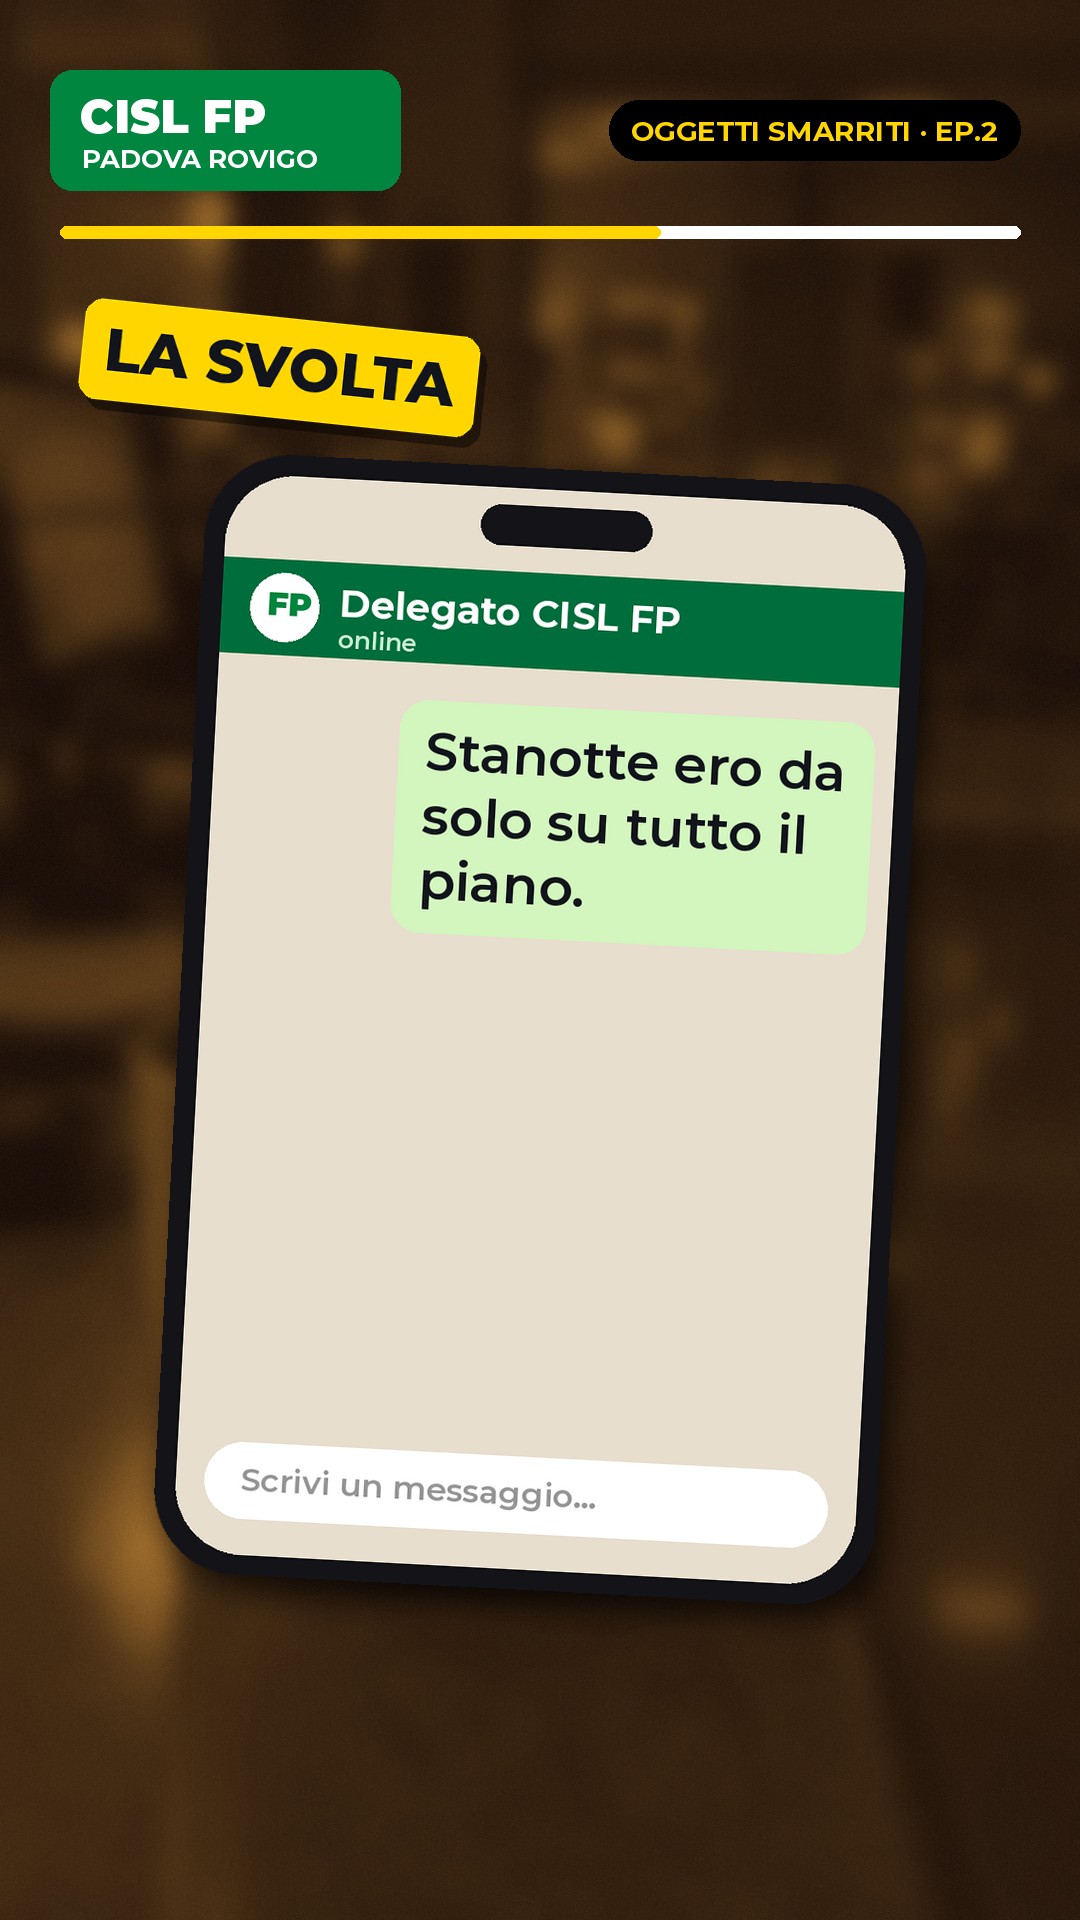 CISL FP
PADOVA ROVIGO
OGGETTI SMARRITI · EP.2
LA SVOLTA
FP
Delegato CISL FP
online
Stanotte ero da
solo su tutto il
piano.
Scrivi un messaggio...